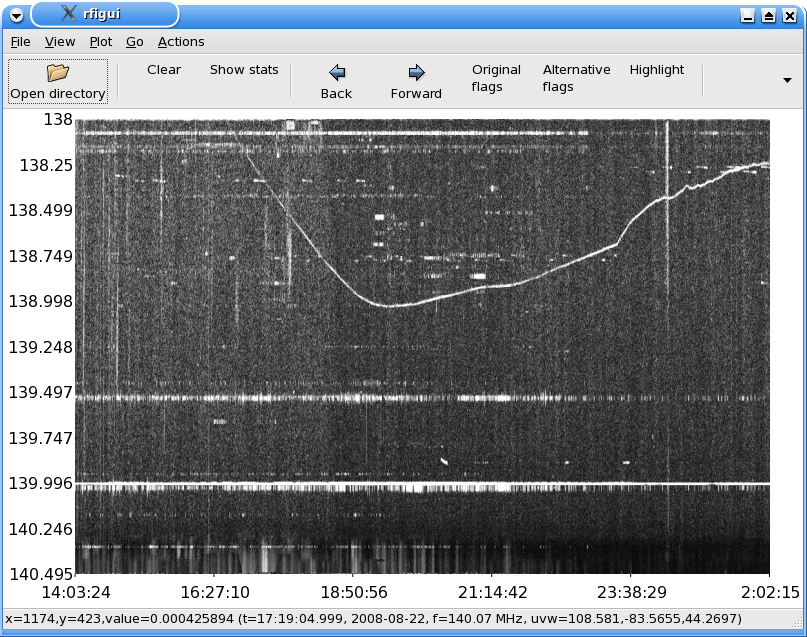 rfigui
File View Plot Go Actions
Open directory Clear Show stats Back Forward Original flags Alternative flags Highlight
138
138.25
138.499
138.749
138.998
139.248
139.497
139.747
139.996
140.246
140.495
14:03:24 16:27:10 18:50:56 21:14:42 23:38:29 2:02:15
x=1174,y=423,value=0.000425894 (t=17:19:04.999, 2008-08-22, f=140.07 MHz, uvw=108.581,-83.5655,44.2697)